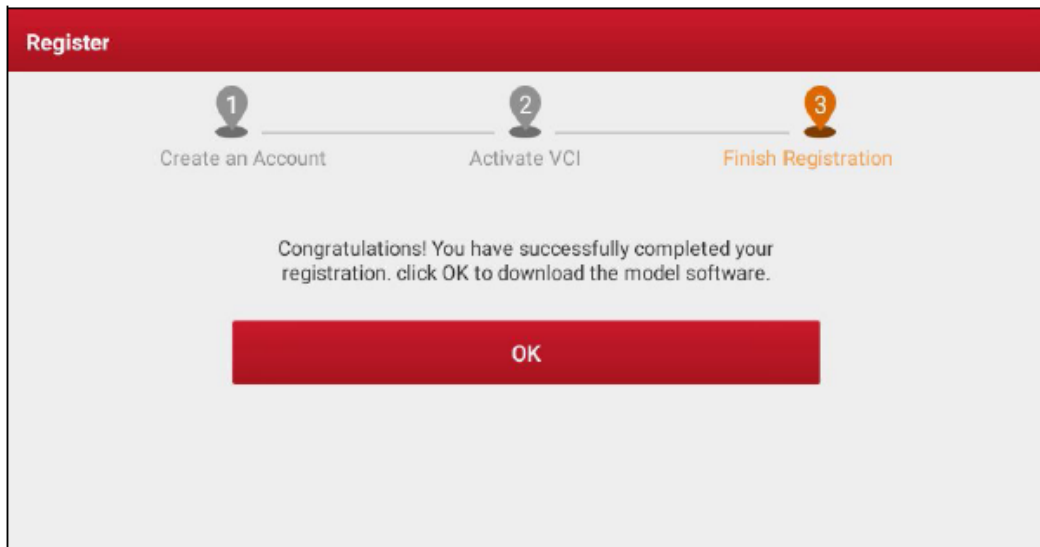 Register
1
2
3
Create an Account
Activate VCI
Finish Registration
Congratulations! You have successfully completed your
registration. click OK to download the model software.
OK